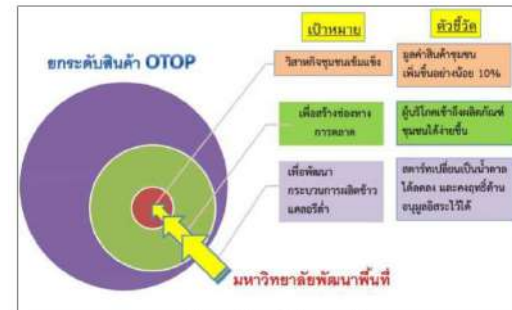 เป้าหมาย
ตัวชี้วัด
ยกระดับสินค้า OTOP
วิสาหกิจชุมชนเข้มแข็ง
มูลค่าสินค้าชุมชน
เพิ่มขึ้นอย่างน้อย 10%
เพื่อสร้างช่องทาง
การตลาด
ผู้บริโภคเข้าถึงผลิตภัณฑ์
ชุมชนได้ง่ายขึ้น
เพื่อพัฒนา
กระบวนการผลิตข้าว
แคลอรีต่ำ
สตาร์ทเปลี่ยนเป็นน้ำตาล
ได้ลดลง และคงฤทธิ์ต้าน
อนุมูลอิสระไว้ได้
มหาวิทยาลัยพัฒนาพื้นที่